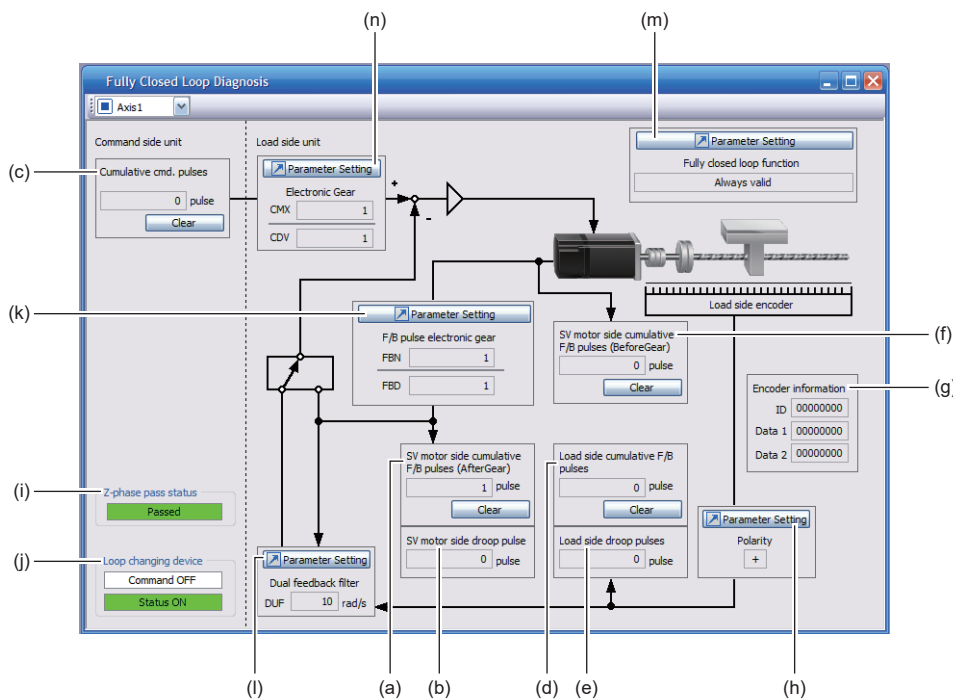 (n)
(m)
Fully Closed Loop Diagnosis
Axis1
Command side unit
Load side unit
(c)
Cumulative cmd. pulses
0 pulse
Clear
Parameter Setting
Electronic Gear
CMX 1
CDV 1
+
-
Parameter Setting
Fully closed loop function
Always valid
Load side encoder
(k)
Parameter Setting
F/B pulse electronic gear
FBN 1
FBD 1
SV motor side cumulative
F/B pulses (BeforeGear)
0 pulse
Clear
(f)
Encoder information
ID 00000000
Data 1 00000000
Data 2 00000000
(g)
SV motor side cumulative
F/B pulses (AfterGear)
1 pulse
Clear
SV motor side droop pulse
0 pulse
Load side cumulative F/B
pulses
0 pulse
Clear
Load side droop pulses
0 pulse
(i)
Z-phase pass status
Passed
(j)
Loop changing device
Command OFF
Status ON
Parameter Setting
Dual feedback filter
DUF 10 rad/s
Parameter Setting
Polarity
+
(l)
(a)
(b)
(e)
(d)
(h)